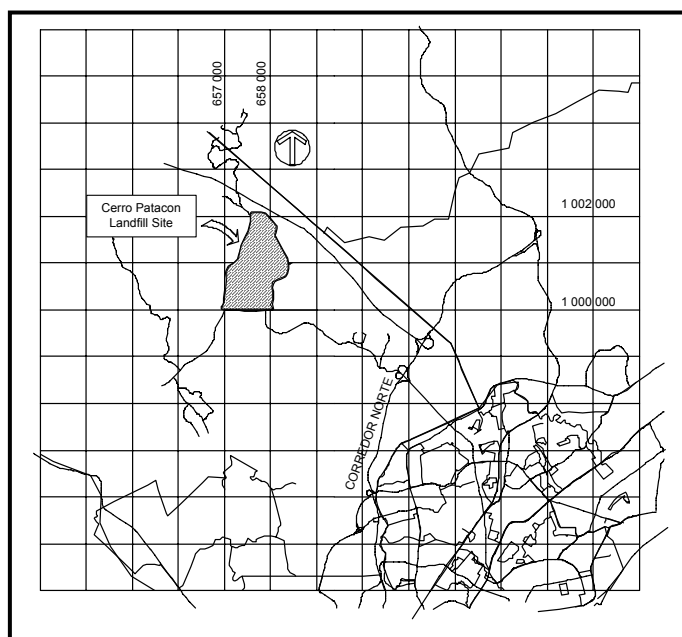 657 000
658 000
Cerro Patacon
Landfill Site
1 002 000
1 000 000
CORREDOR NORTE